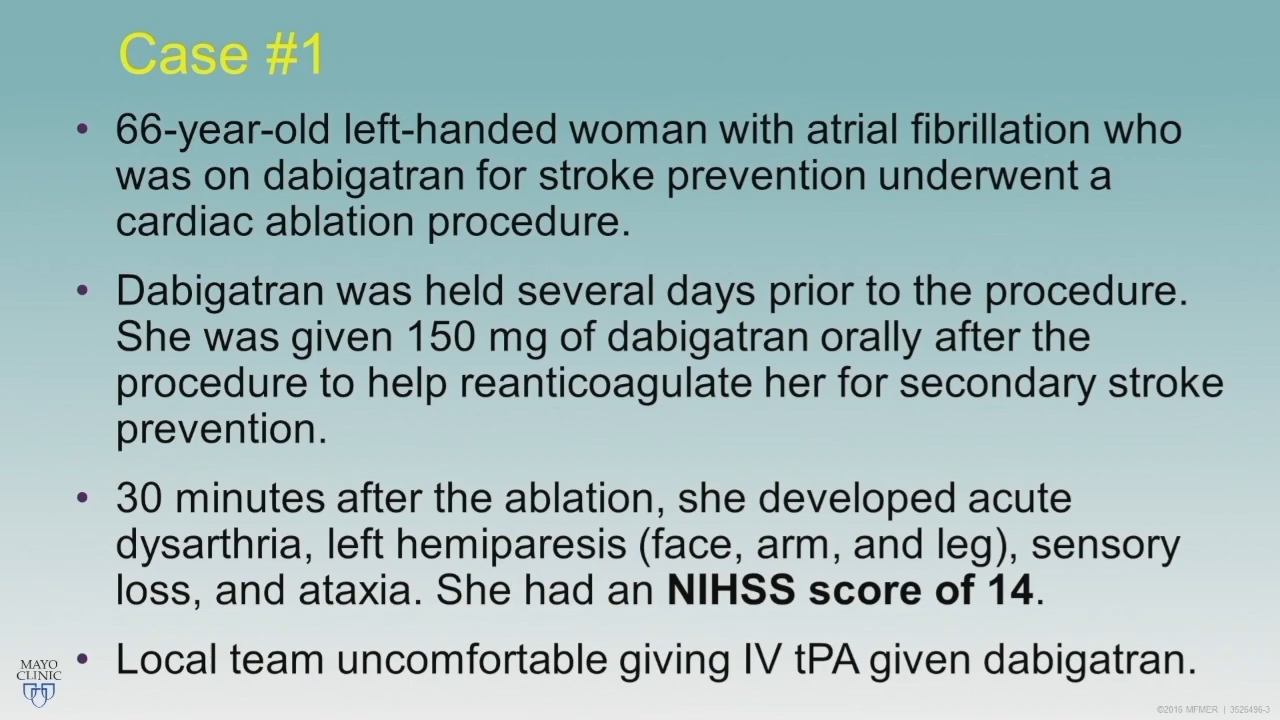 Case #1
• 66-year-old left-handed woman with atrial fibrillation who
was on dabigatran for stroke prevention underwent a
cardiac ablation procedure.
• Dabigatran was held several days prior to the procedure.
She was given 150 mg of dabigatran orally after the
procedure to help reanticoagulate her for secondary stroke
prevention.
• 30 minutes after the ablation, she developed acute
dysarthria, left hemiparesis (face, arm, and leg), sensory
loss, and ataxia. She had an NIHSS score of 14.
• Local team uncomfortable giving IV tPA given dabigatran.
MAYO
CLINIC
©2016 MFMER | 3526496-3